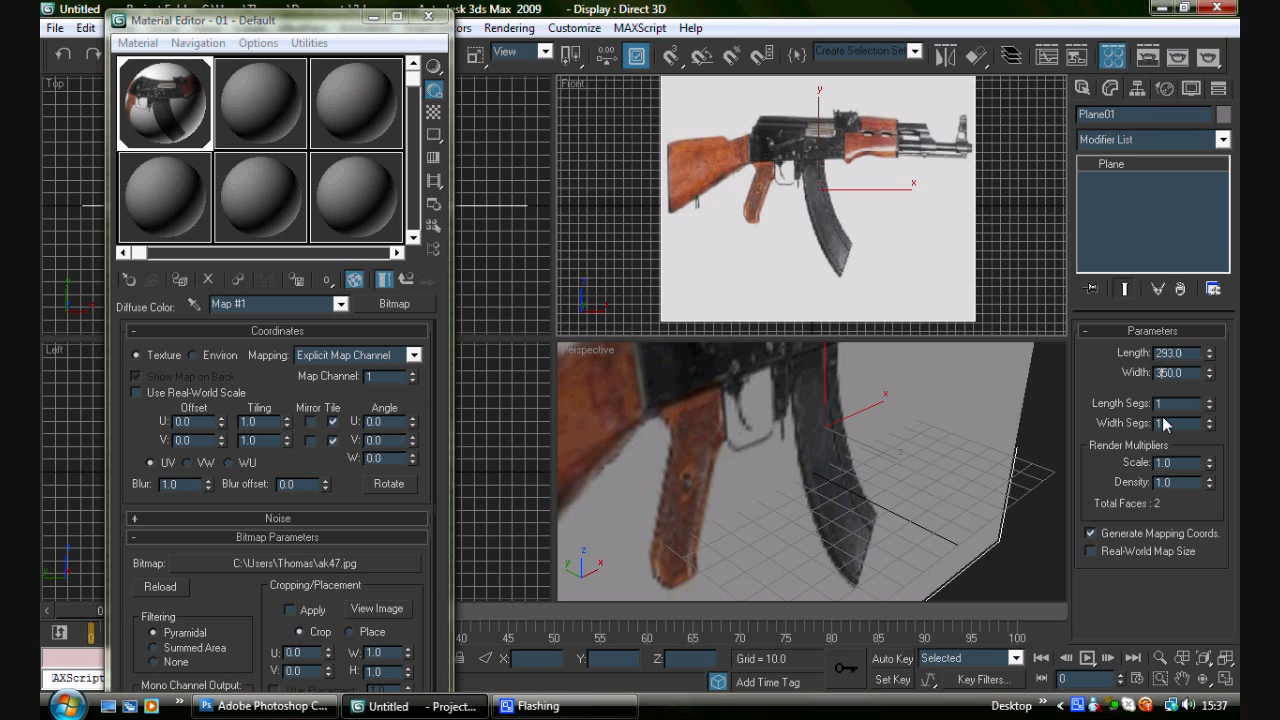 Untitled
Autodesk 3ds Max 2009 - Display : Direct 3D
Material Editor - 01 - Default
File Edit
Rendering Customize MAXScript Help
Material Navigation Options Utilities
View
0.00
Create Selection Set
Top
Front
y
x
Plane01
Modifier List
Plane
Diffuse Color: Map #1 Bitmap
- Coordinates
Texture Environ Mapping: Explicit Map Channel
Show Map on Back Map Channel: 1
Use Real-World Scale
Offset Tiling Mirror Tile Angle
U: 0.0 1.0 U: 0.0
V: 0.0 1.0 V: 0.0
W: 0.0
UV VW WU
Blur: 1.0 Blur offset: 0.0 Rotate
+ Noise
- Bitmap Parameters
Bitmap: C:\Users\Thomas\ak47.jpg
Reload
Cropping/Placement
Apply View Image
Crop Place
U: 0.0 W: 1.0
V: 0.0 H: 1.0
Filtering
Pyramidal
Summed Area
None
Mono Channel Output:
Left
Perspective
x
z
z
y
x
- Parameters
Length: 293.0
Width: 350.0
Length Segs: 1
Width Segs: 1
Render Multipliers
Scale: 1.0
Density: 1.0
Total Faces : 2
Generate Mapping Coords.
Real-World Map Size
0
40 45 50 55 60 65 70 75 80 85 90 95 100
X: Y: Z: Grid = 10.0 Auto Key Selected
AXScript Add Time Tag Set Key Key Filters... 0
Adobe Photoshop C... Untitled - Projec... Flashing Desktop 15:37